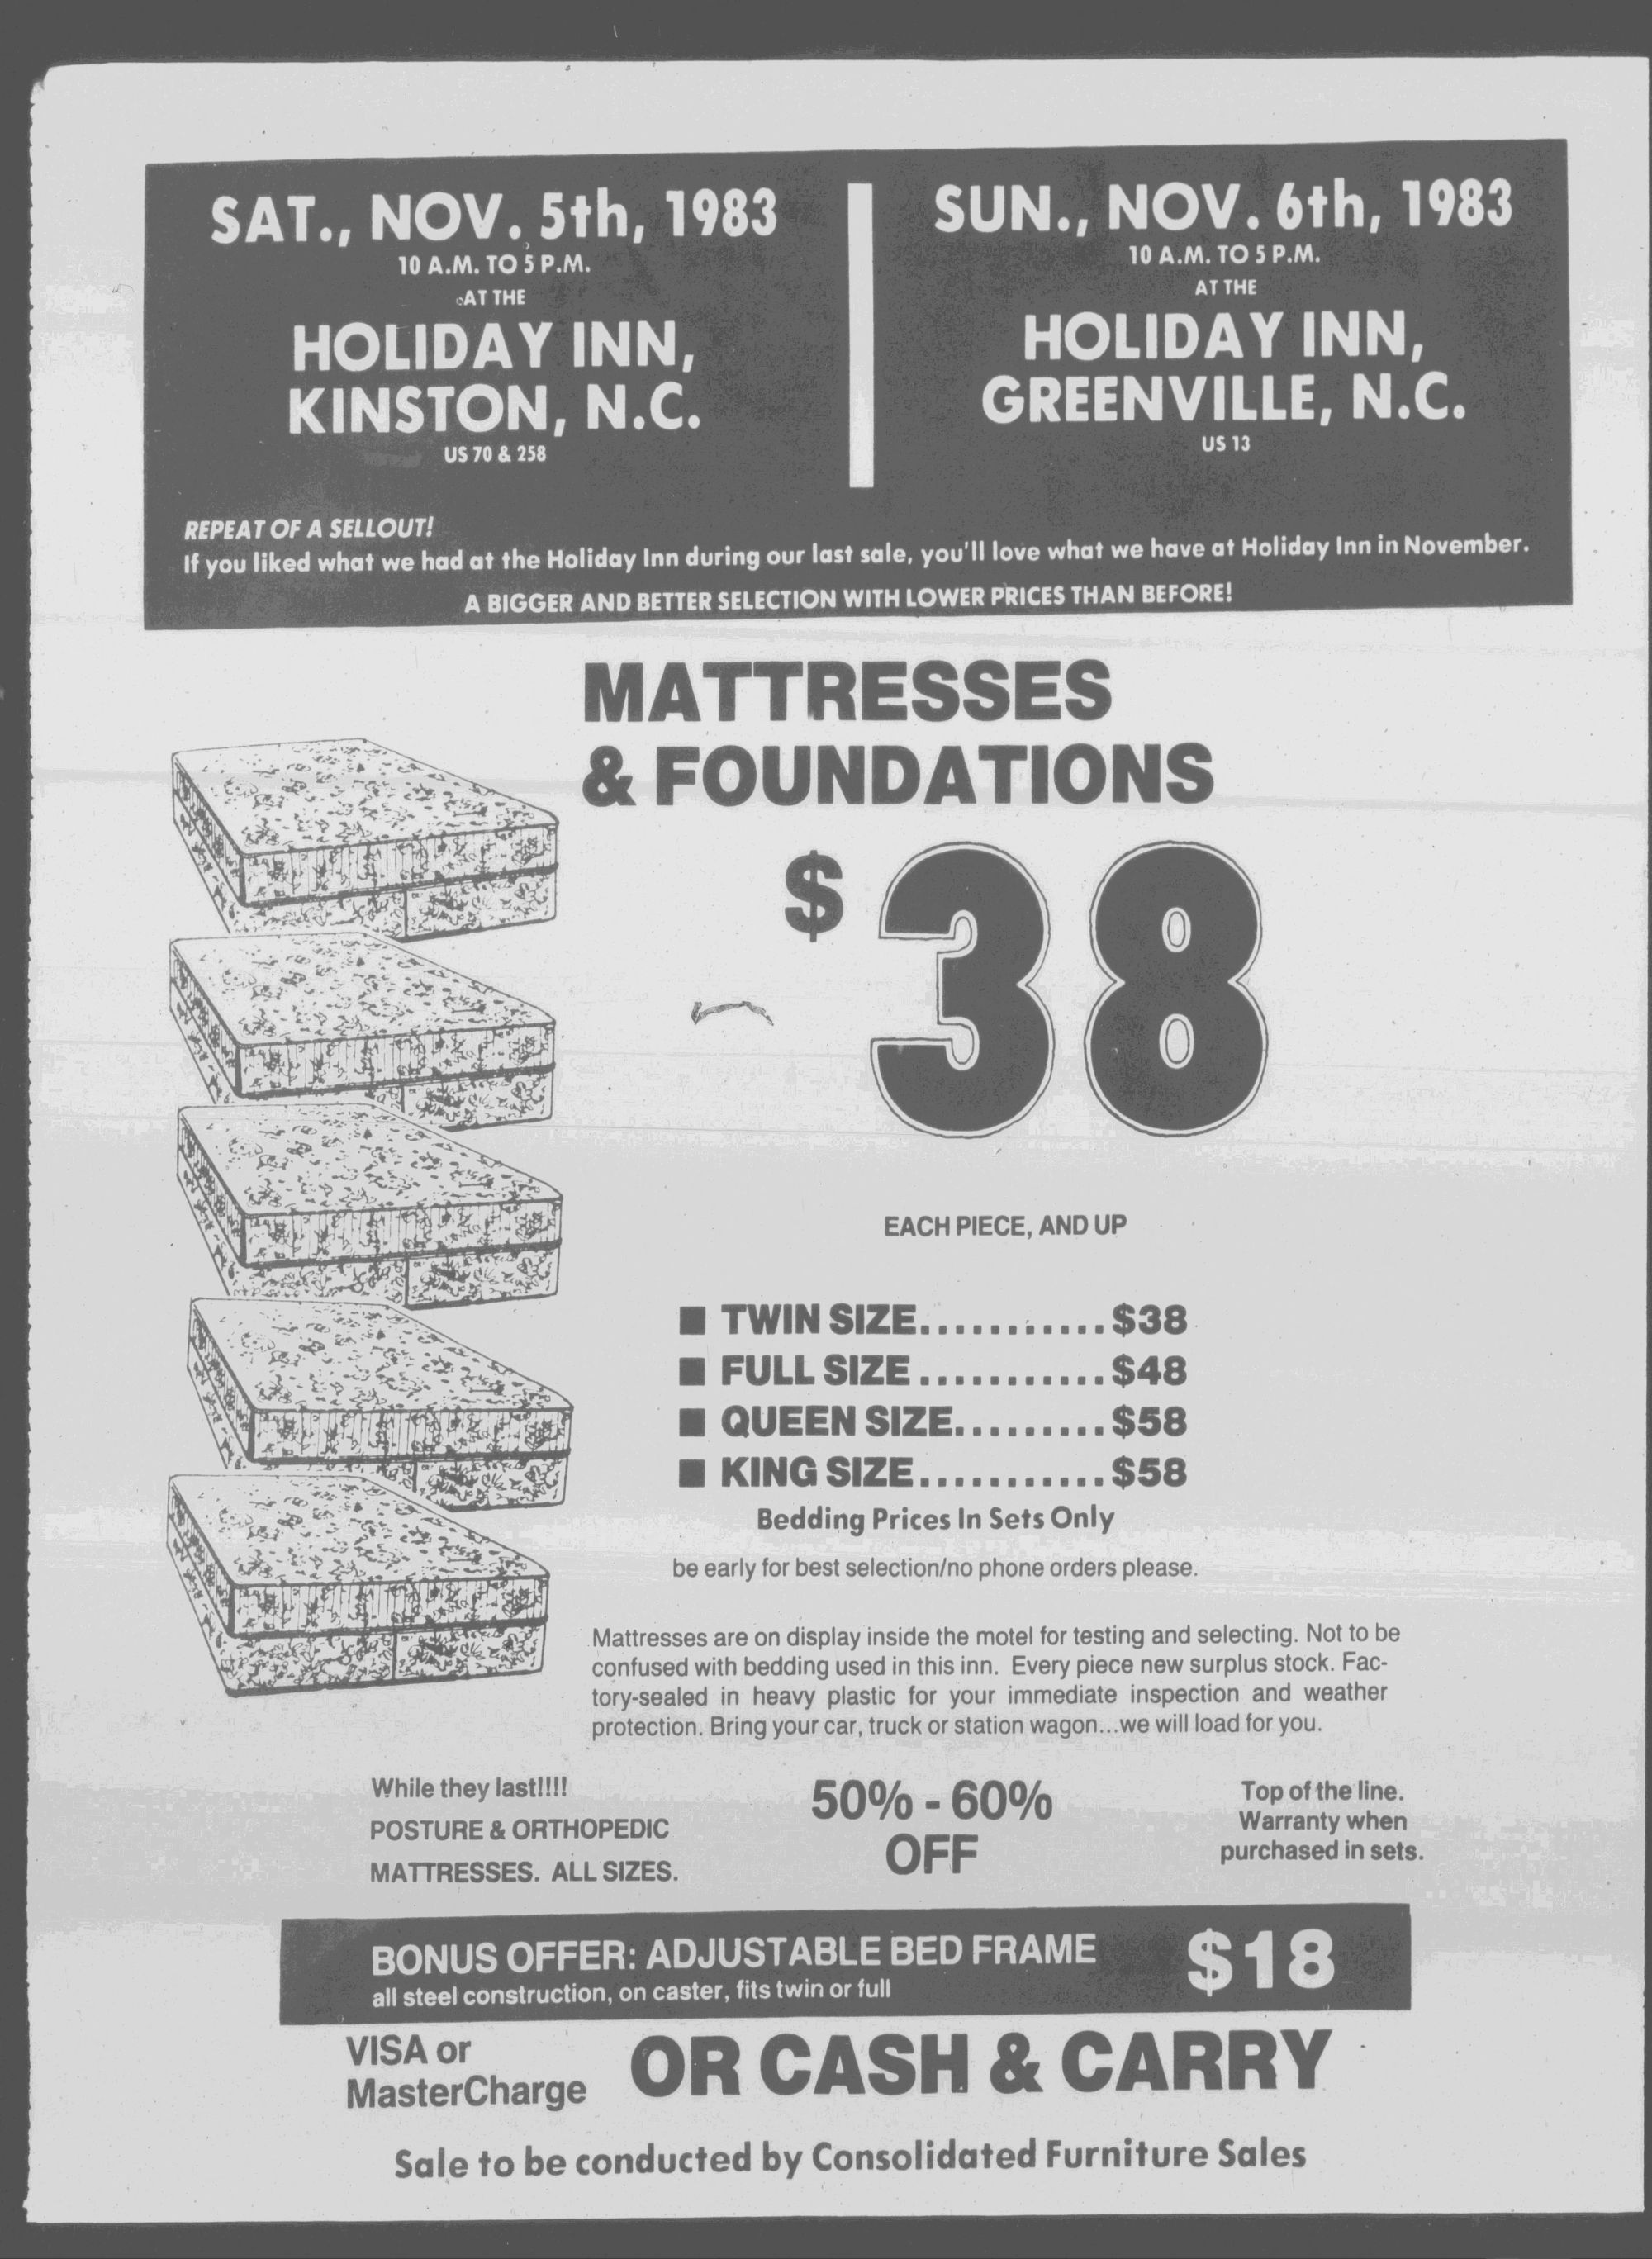 SAT., NOV. 5th, 1983
10 A.M. TO 5 P.M.
AT THE
HOLIDAY INN,
KINSTON, N.C.
US 70 & 258
SUN., NOV. 6th, 1983
10 A.M. TO 5 P.M.
AT THE
HOLIDAY INN,
GREENVILLE, N.C.
US 13
REPEAT OF A SELLOUT!
If you liked what we had at the Holiday Inn during our last sale, you'll love what we have at Holiday Inn in November.
A BIGGER AND BETTER SELECTION WITH LOWER PRICES THAN BEFORE!
MATTRESSES
& FOUNDATIONS
$38
EACH PIECE, AND UP
■ TWIN SIZE...........$38
■ FULL SIZE...........$48
■ QUEEN SIZE.........$58
■ KING SIZE...........$58
Bedding Prices In Sets Only
be early for best selection/no phone orders please.
Mattresses are on display inside the motel for testing and selecting. Not to be
confused with bedding used in this inn. Every piece new surplus stock. Fac-
tory-sealed in heavy plastic for your immediate inspection and weather
protection. Bring your car, truck or station wagon...we will load for you.
While they last!!!!
POSTURE & ORTHOPEDIC
MATTRESSES. ALL SIZES.
50% - 60%
OFF
Top of the line.
Warranty when
purchased in sets.
BONUS OFFER: ADJUSTABLE BED FRAME $18
all steel construction, on caster, fits twin or full
VISA or
MasterCharge
OR CASH & CARRY
Sale to be conducted by Consolidated Furniture Sales